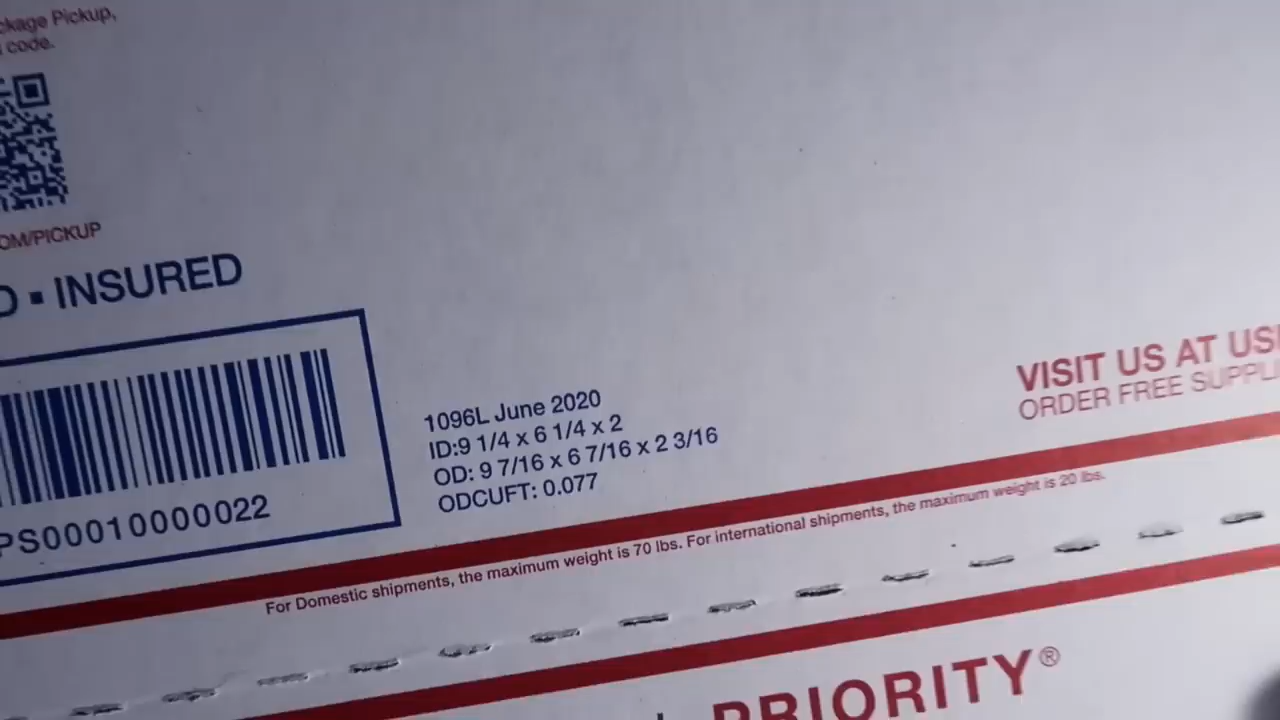 ckage Pickup,
code.
OM/PICKUP
D ▪ INSURED
PS00010000022
1096L June 2020
ID:9 1/4 x 6 1/4 x 2
OD: 9 7/16 x 6 7/16 x 2 3/16
ODCUFT: 0.077
VISIT US AT US
ORDER FREE SUPPLI
For Domestic shipments, the maximum weight is 70 lbs. For international shipments, the maximum weight is 20 lbs.
PRIORITY®